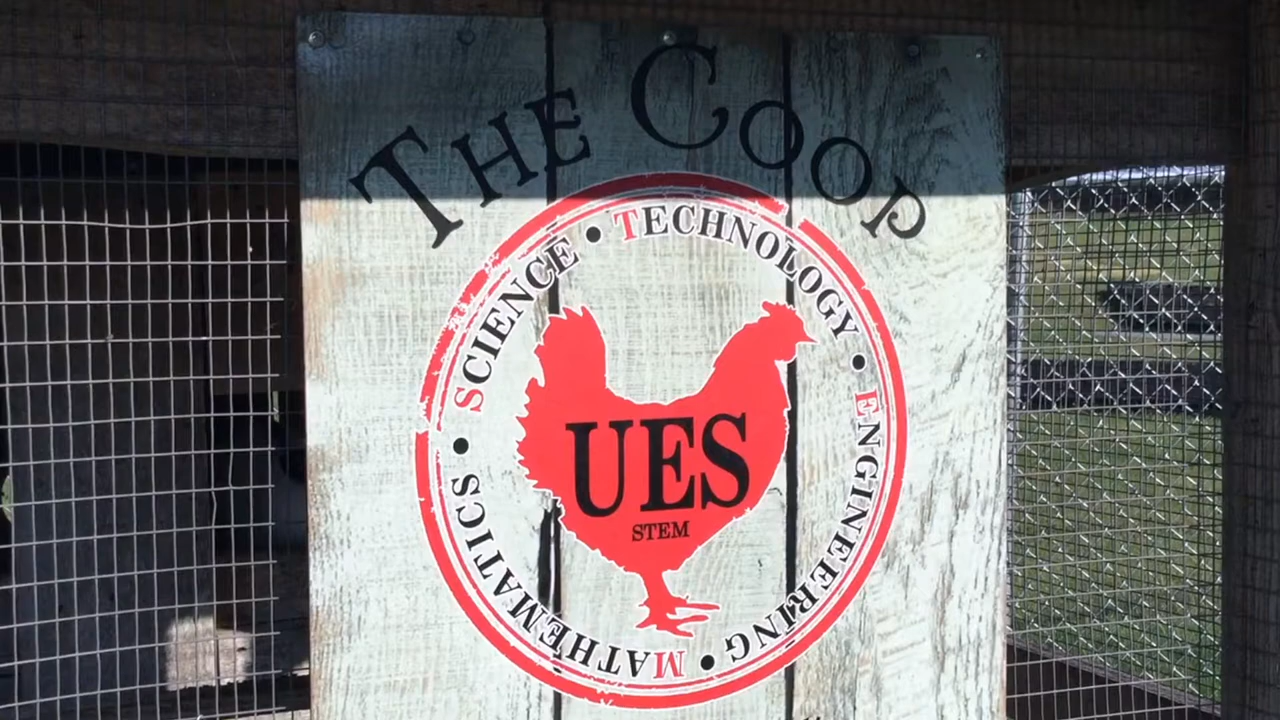 THE COOP
SCIENCE • TECHNOLOGY • ENGINEERING • MATHEMATICS •
UES
STEM